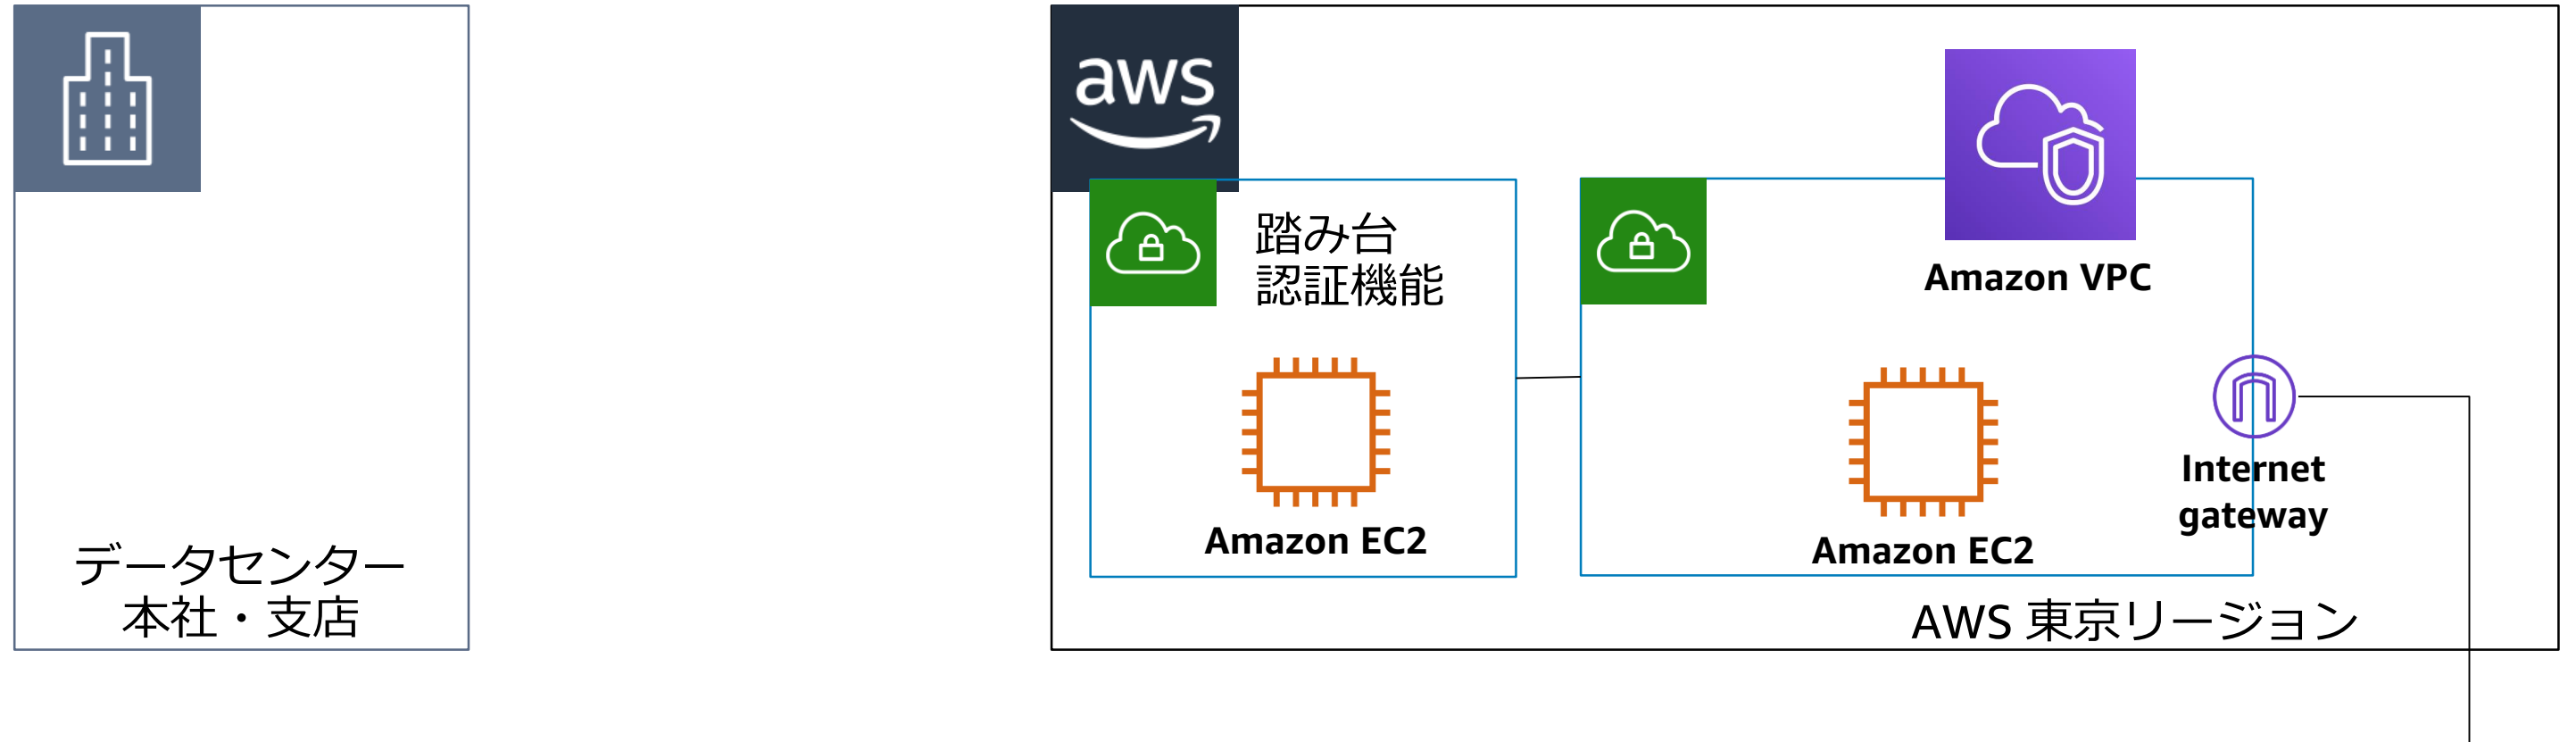 aws
踏み台
認証機能
Amazon VPC
Internet
gateway
Amazon EC2
Amazon EC2
データセンター
本社・支店
AWS 東京リージョン